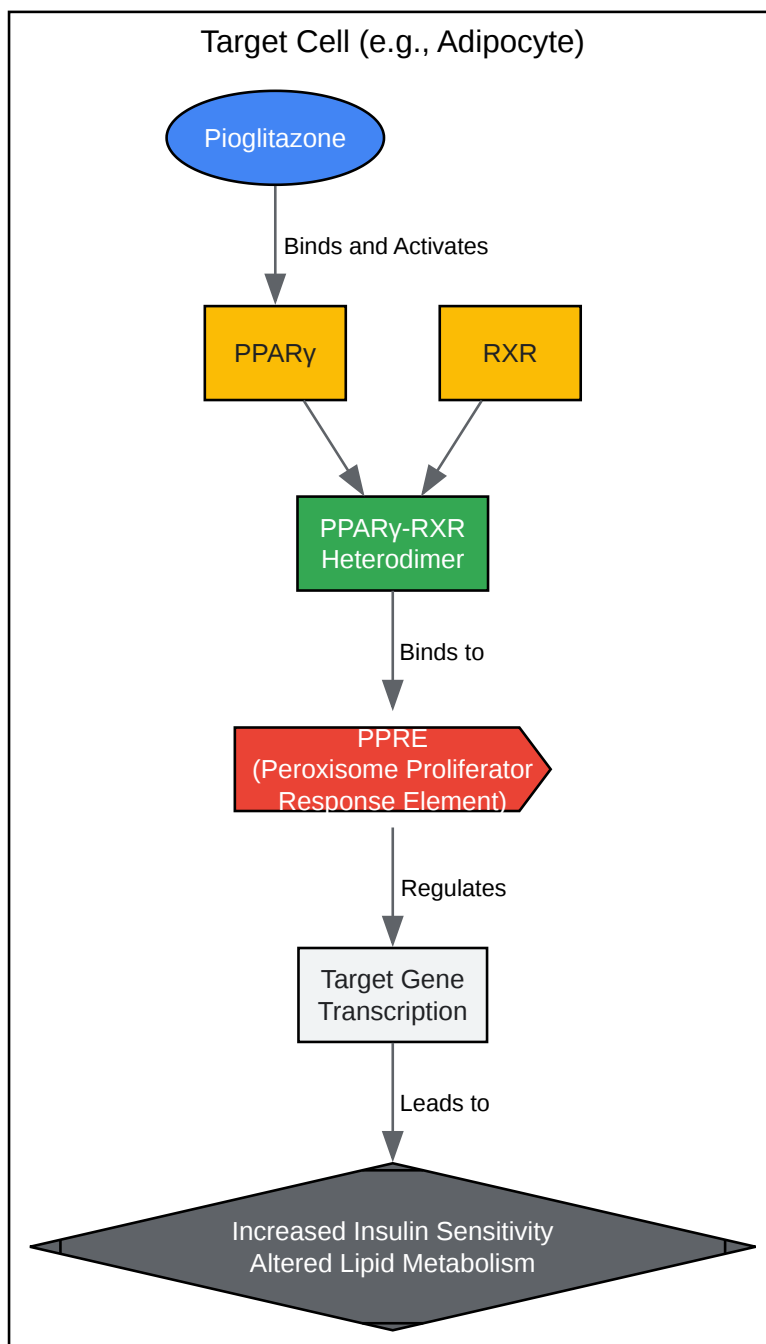 Target Cell (e.g., Adipocyte)
Pioglitazone
Binds and Activates
PPARγ
RXR
PPARγ-RXR
Heterodimer
Binds to
PPRE
(Peroxisome Proliferator
Response Element)
Regulates
Target Gene
Transcription
Leads to
Increased Insulin Sensitivity
Altered Lipid Metabolism